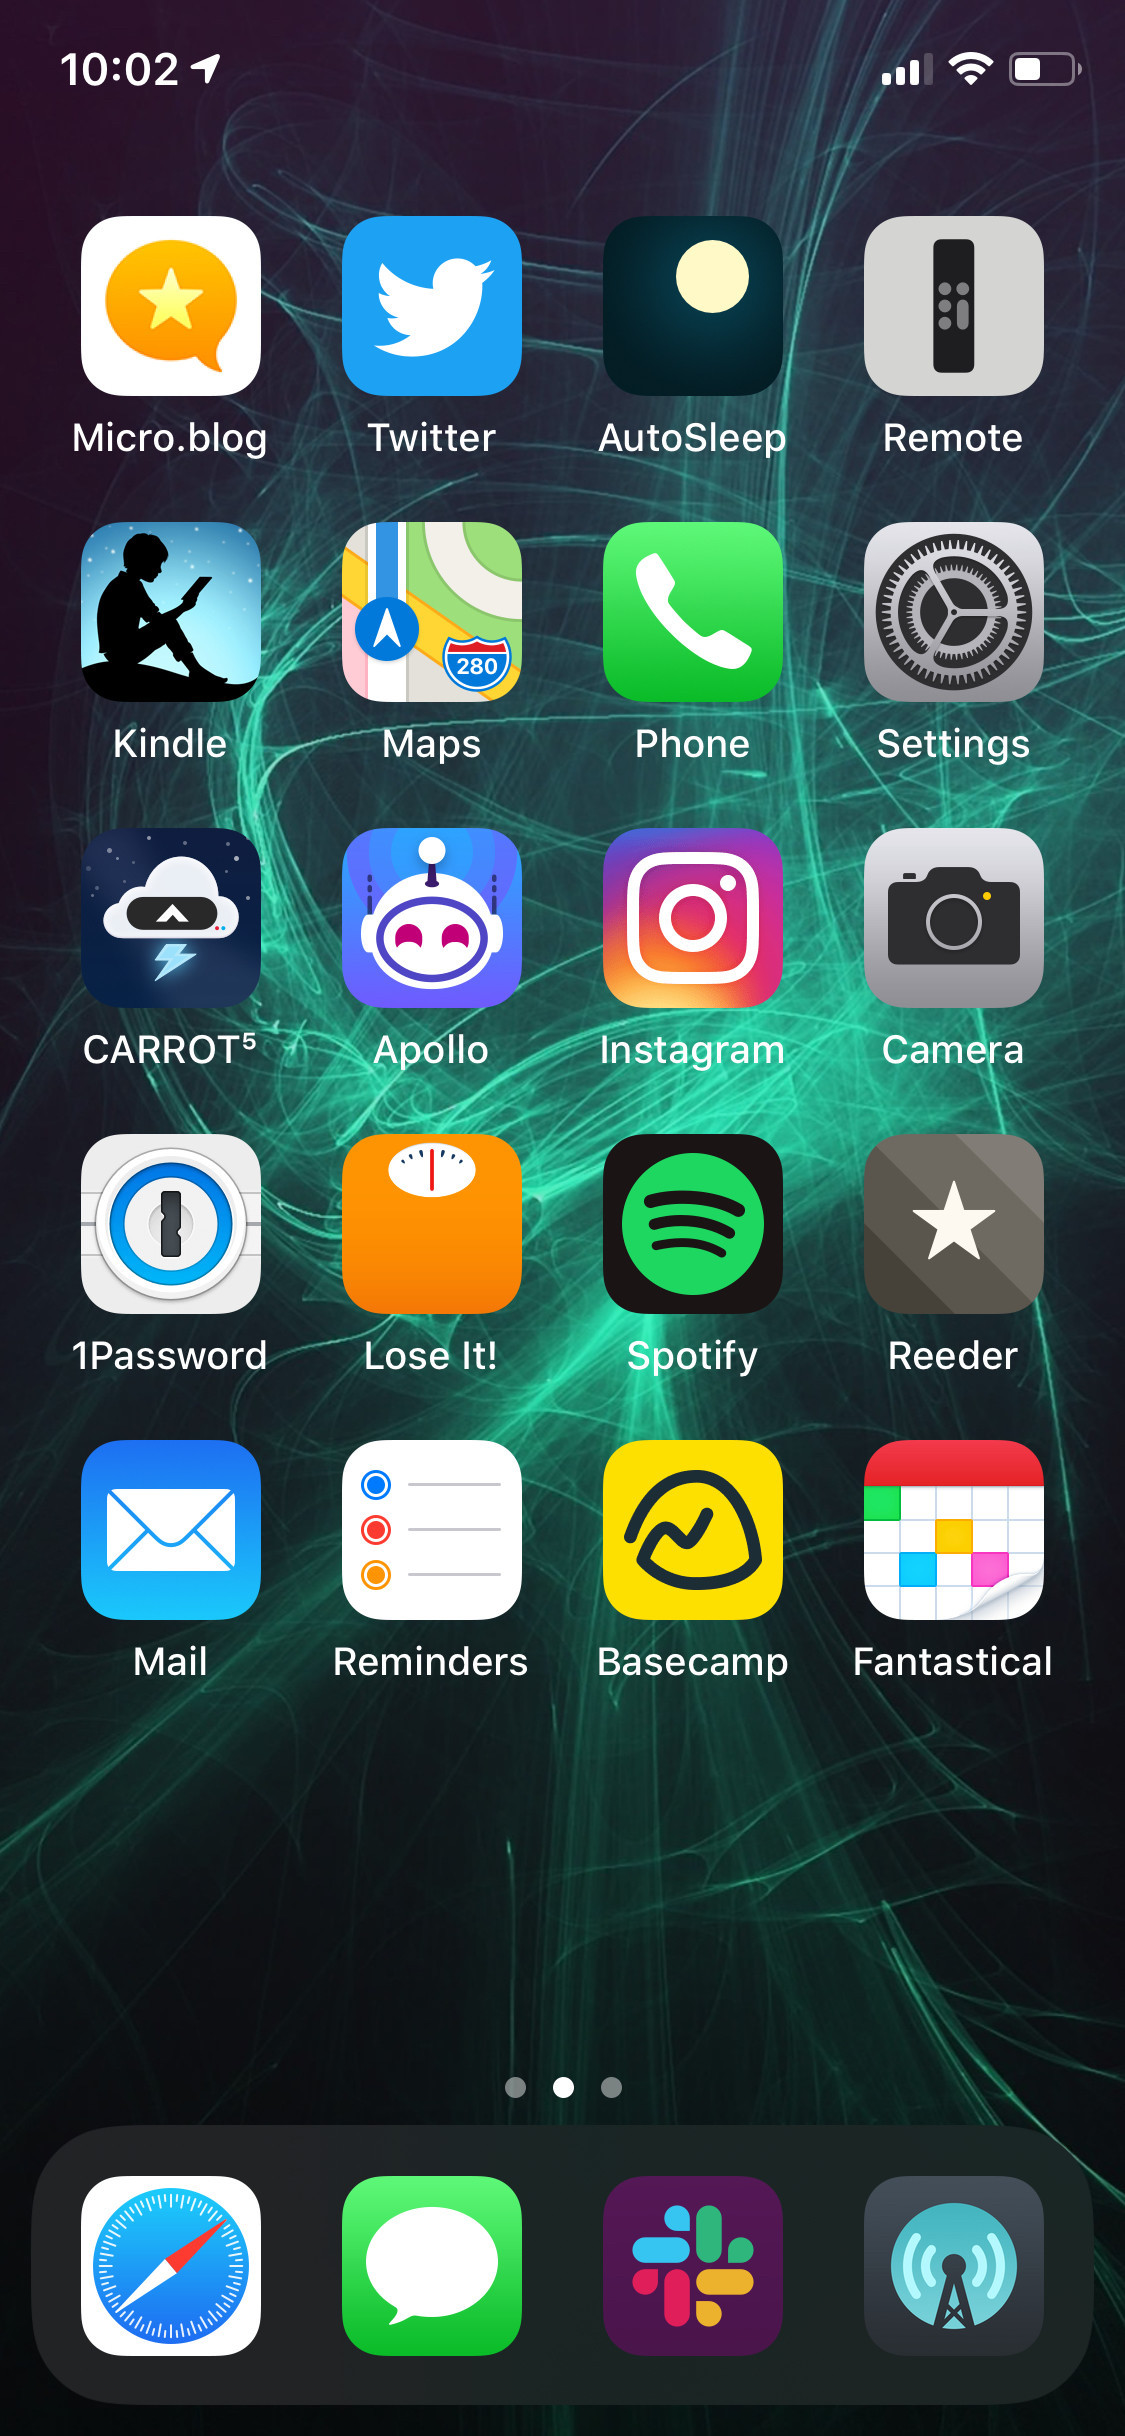 10:02
Micro.blog Twitter AutoSleep Remote
280
Kindle Maps Phone Settings
CARROT⁵ Apollo Instagram Camera
1Password Lose It! Spotify Reeder
Mail Reminders Basecamp Fantastical